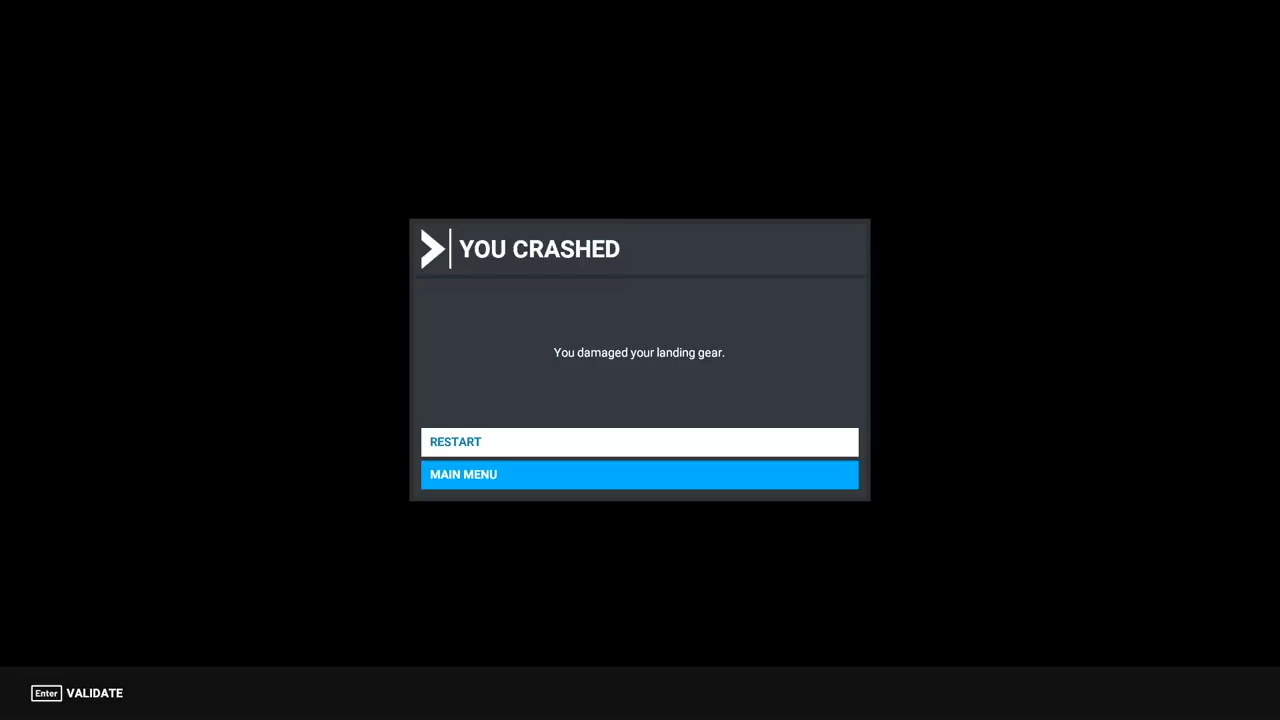 YOU CRASHED
You damaged your landing gear.
RESTART
MAIN MENU
Enter VALIDATE